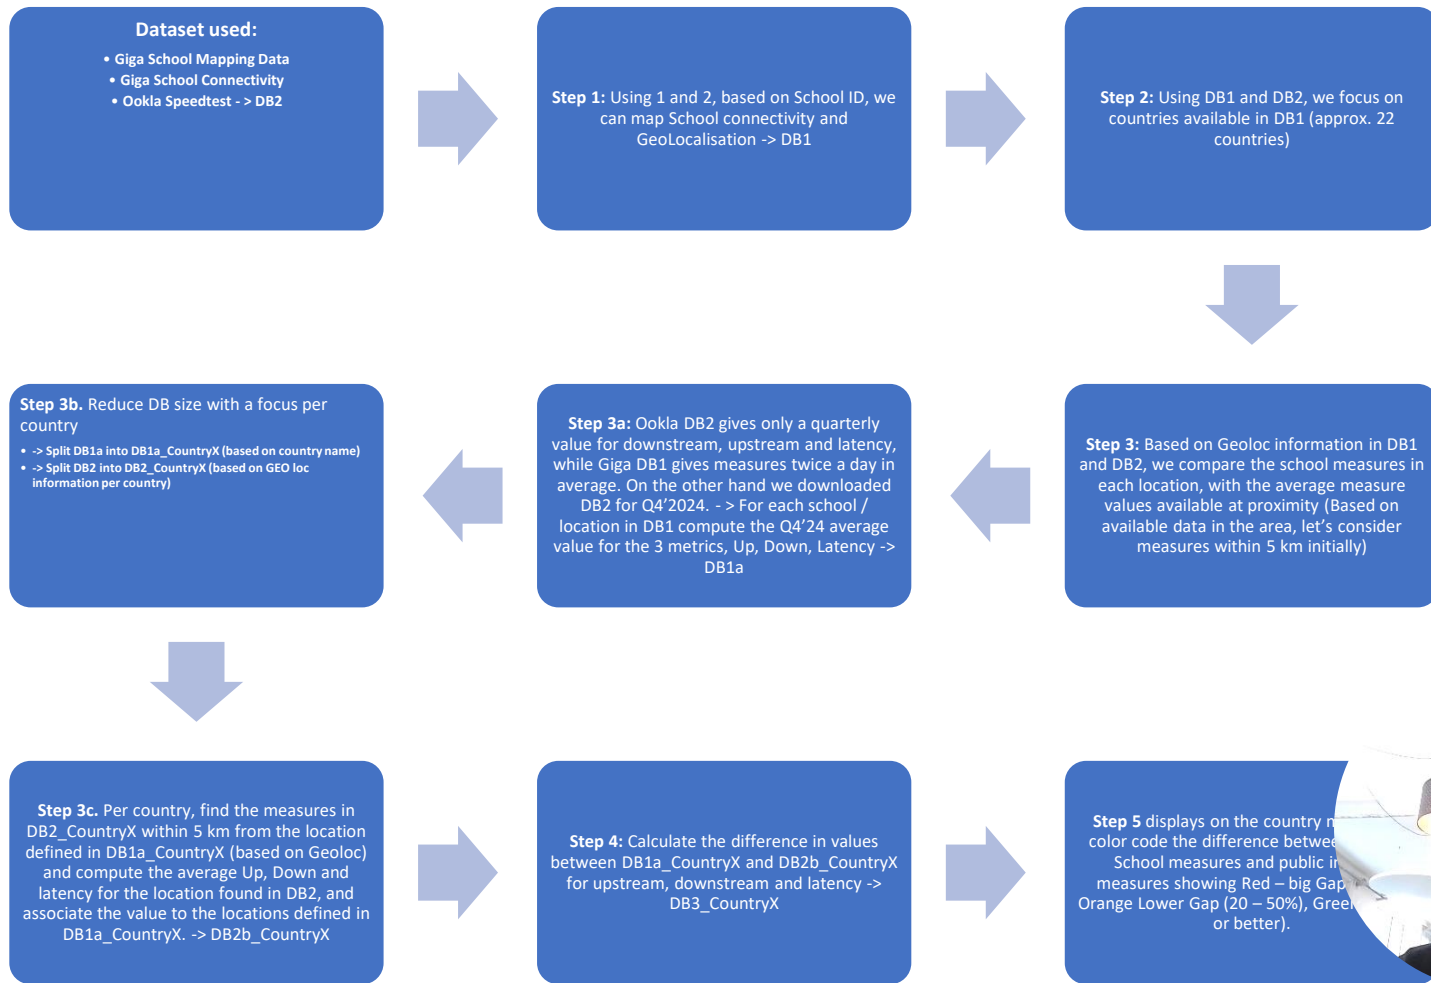 Dataset used:
• Giga School Mapping Data
• Giga School Connectivity
• Ookla Speedtest - > DB2
Step 1: Using 1 and 2, based on School ID, we
can map School connectivity and
GeoLocalisation -> DB1
Step 2: Using DB1 and DB2, we focus on
countries available in DB1 (approx. 22
countries)
Step 3: Based on Geoloc information in DB1
and DB2, we compare the school measures in
each location, with the average measure
values available at proximity (Based on
available data in the area, let's consider
measures within 5 km initially)
Step 3a: Ookla DB2 gives only a quarterly
value for downstream, upstream and latency,
while Giga DB1 gives measures twice a day in
average. On the other hand we downloaded
DB2 for Q4'2024. - > For each school /
location in DB1 compute the Q4'24 average
value for the 3 metrics, Up, Down, Latency ->
DB1a
Step 3b. Reduce DB size with a focus per
country
• -> Split DB1a into DB1a_CountryX (based on country name)
• -> Split DB2 into DB2_CountryX (based on GEO loc
information per country)
Step 3c. Per country, find the measures in
DB2_CountryX within 5 km from the location
defined in DB1a_CountryX (based on Geoloc)
and compute the average Up, Down and
latency for the location found in DB2, and
associate the value to the locations defined in
DB1a_CountryX. -> DB2b_CountryX
Step 4: Calculate the difference in values
between DB1a_CountryX and DB2b_CountryX
for upstream, downstream and latency ->
DB3_CountryX
Step 5 displays on the country
color code the difference
School measures and public
measures showing Red – big Gap
Orange Lower Gap (20 – 50%),
or better).